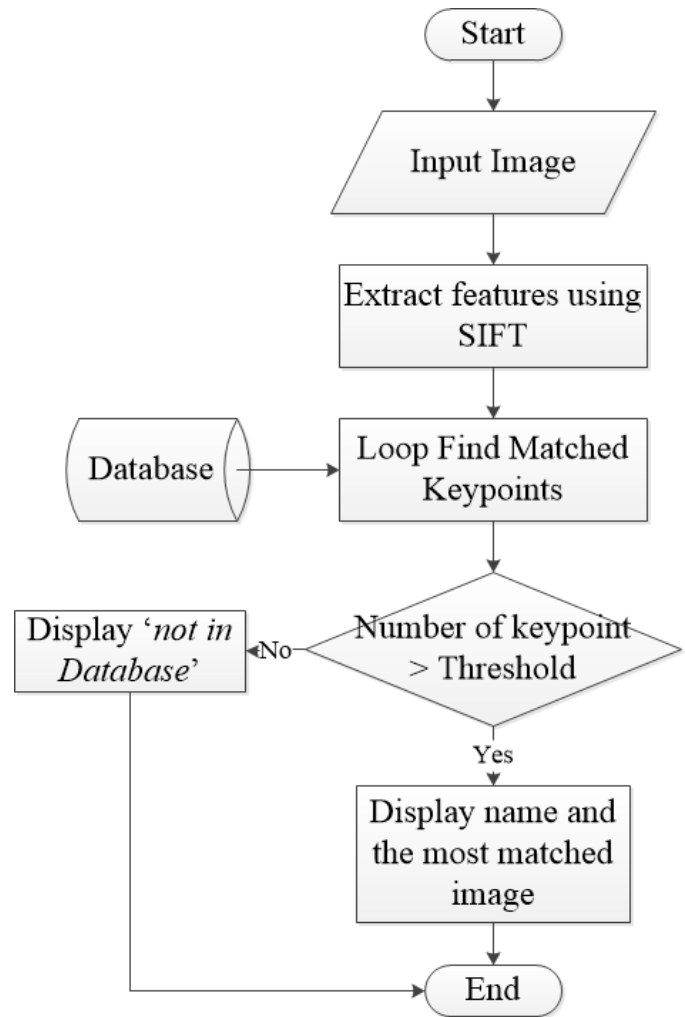 Start
Input Image
Extract features using
SIFT
Database
Loop Find Matched
Keypoints
Number of keypoint
> Threshold
No
Display ‘not in
Database’
Yes
Display name and
the most matched
image
End